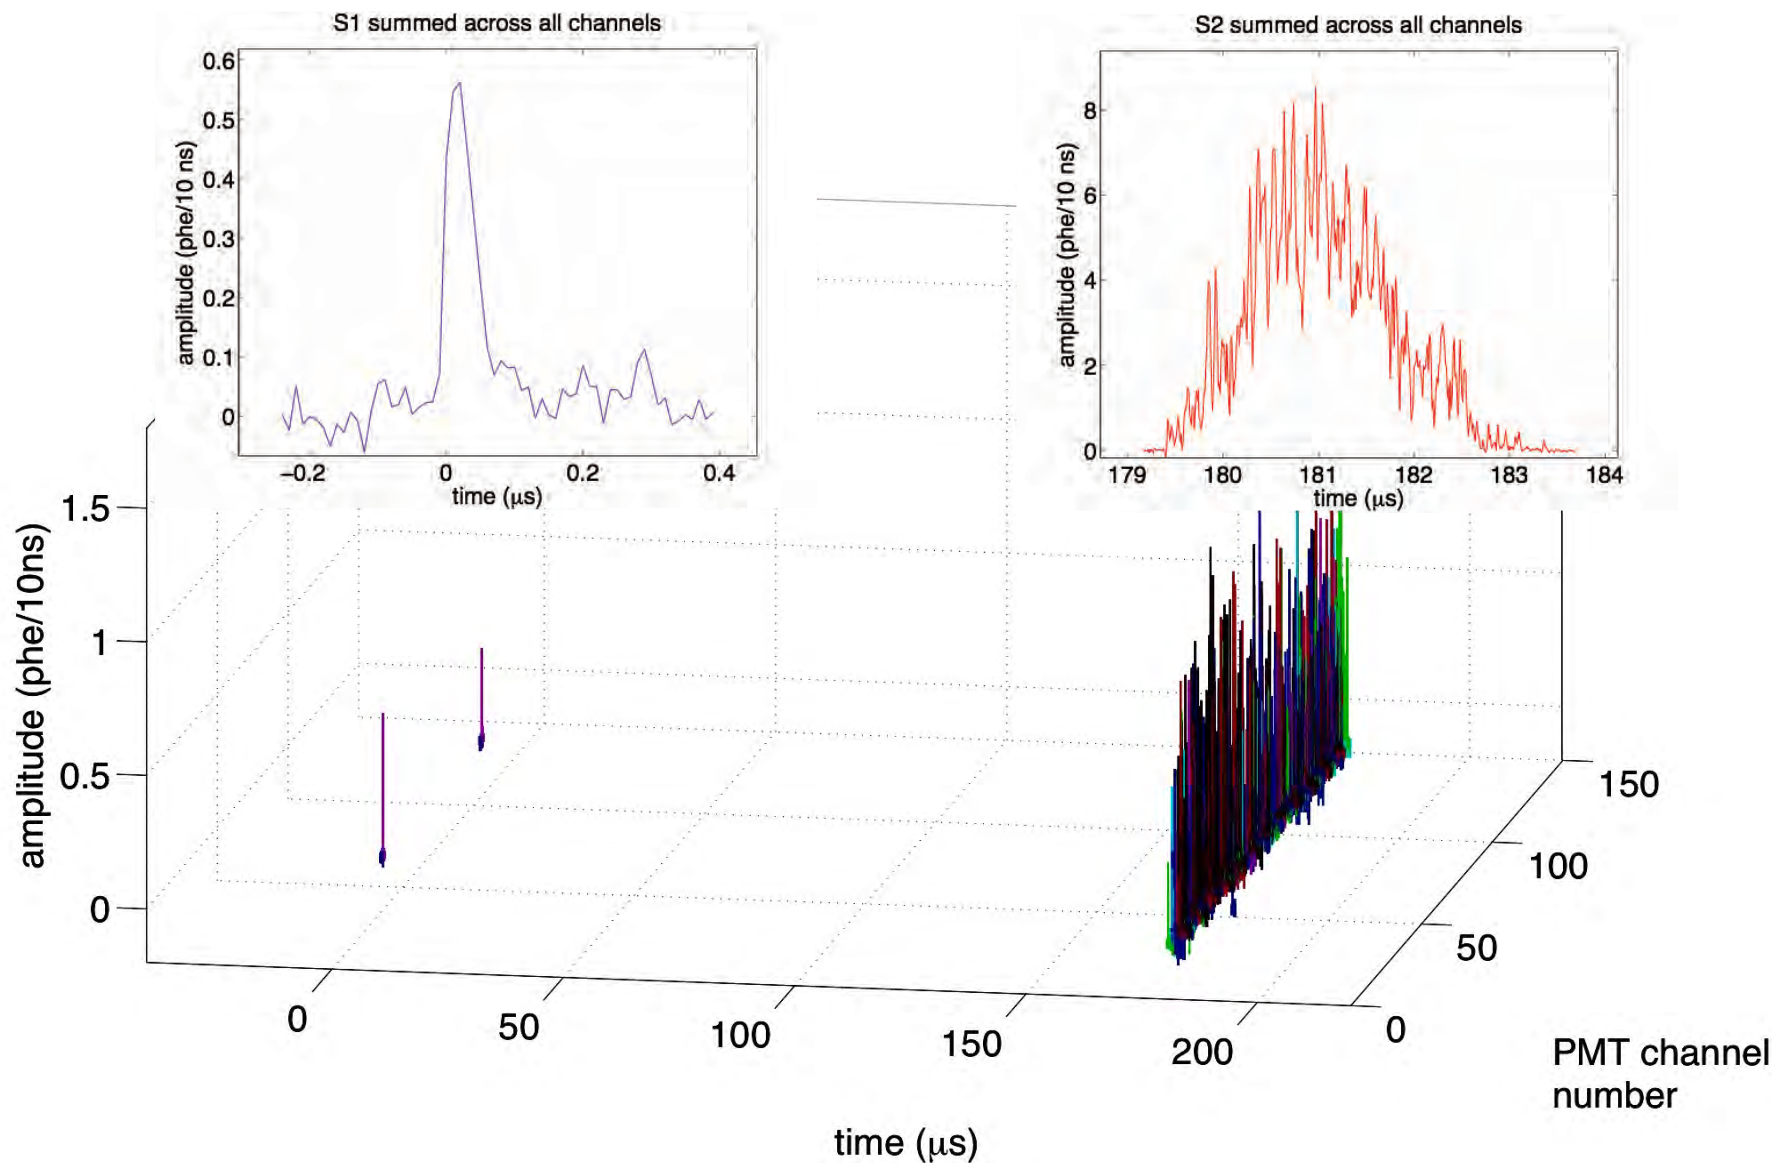 S1 summed across all channels
0.6
0.5
0.4
0.3
0.2
0.1
0
amplitude (phe/10 ns)
−0.2 0 0.2 0.4
time (μs)
S2 summed across all channels
8
6
4
2
0
amplitude (phe/10 ns)
179 180 181 182 183 184
time (μs)
1.5
1
0.5
0
amplitude (phe/10ns)
0 50 100 150 200
time (μs)
150
100
50
0
PMT channel
number